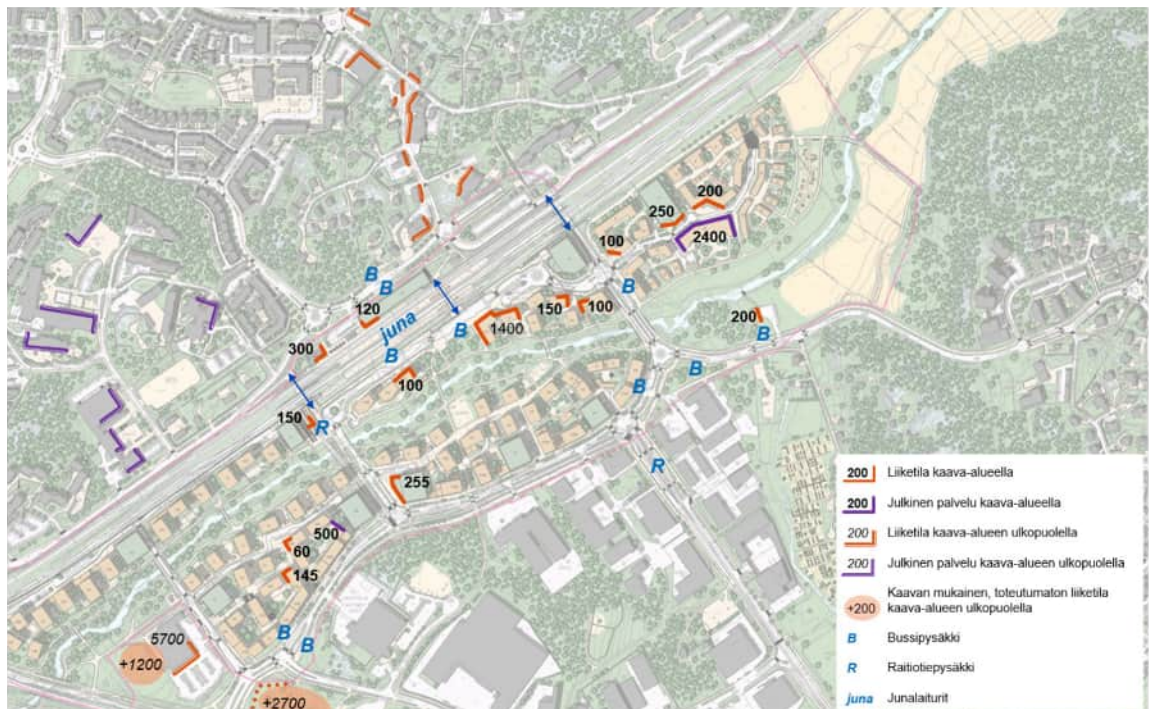 200
250
2400
100
B
B
B
120
150
100
juna
B
1400
200
B
300
B
B
100
B
150
R
R
255
500
60
145
B
B
5700
+1200
+2700
200 Liiketila kaava-alueella
200 Julkinen palvelu kaava-alueella
200 Liiketila kaava-alueen ulkopuolella
200 Julkinen palvelu kaava-alueen ulkopuolella
+200 Kaavan mukainen, toteutumaton liiketila
kaava-alueen ulkopuolella
B Bussipysäkki
R Raitiotiepysäkki
juna Junalaiturit